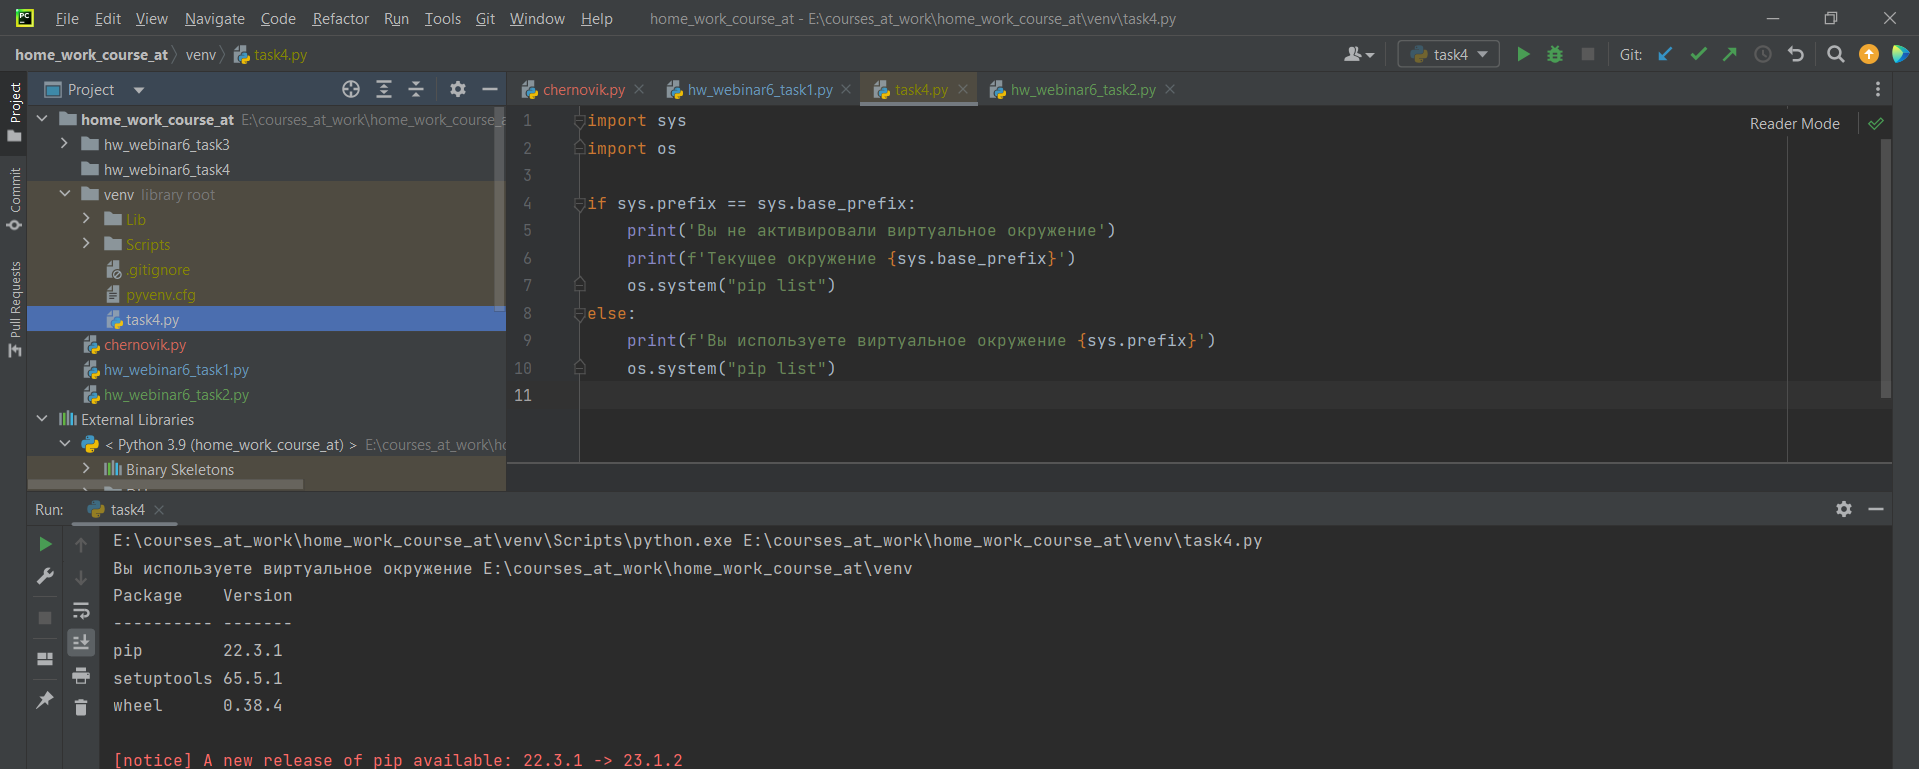 PC File Edit View Navigate Code Refactor Run Tools Git Window Help home_work_course_at - E:\courses_at_work\home_work_course_at\venv\task4.py
home_work_course_at venv task4.py task4 Git:
Project
Commit
Pull Requests
Project
home_work_course_at E:\courses_at_work\home_work_course_a
hw_webinar6_task3
hw_webinar6_task4
venv library root
Lib
Scripts
.gitignore
pyvenv.cfg
task4.py
chernovik.py
hw_webinar6_task1.py
hw_webinar6_task2.py
External Libraries
< Python 3.9 (home_work_course_at) > E:\courses_at_work\ho
Binary Skeletons
chernovik.py hw_webinar6_task1.py task4.py hw_webinar6_task2.py
Reader Mode
1 import sys
2 import os
3
4 if sys.prefix == sys.base_prefix:
5 print('Вы не активировали виртуальное окружение')
6 print(f'Текущее окружение {sys.base_prefix}')
7 os.system("pip list")
8 else:
9 print(f'Вы используете виртуальное окружение {sys.prefix}')
10 os.system("pip list")
11
Run: task4
E:\courses_at_work\home_work_course_at\venv\Scripts\python.exe E:\courses_at_work\home_work_course_at\venv\task4.py
Вы используете виртуальное окружение E:\courses_at_work\home_work_course_at\venv
Package Version
---------- -------
pip 22.3.1
setuptools 65.5.1
wheel 0.38.4
[notice] A new release of pip available: 22.3.1 -> 23.1.2